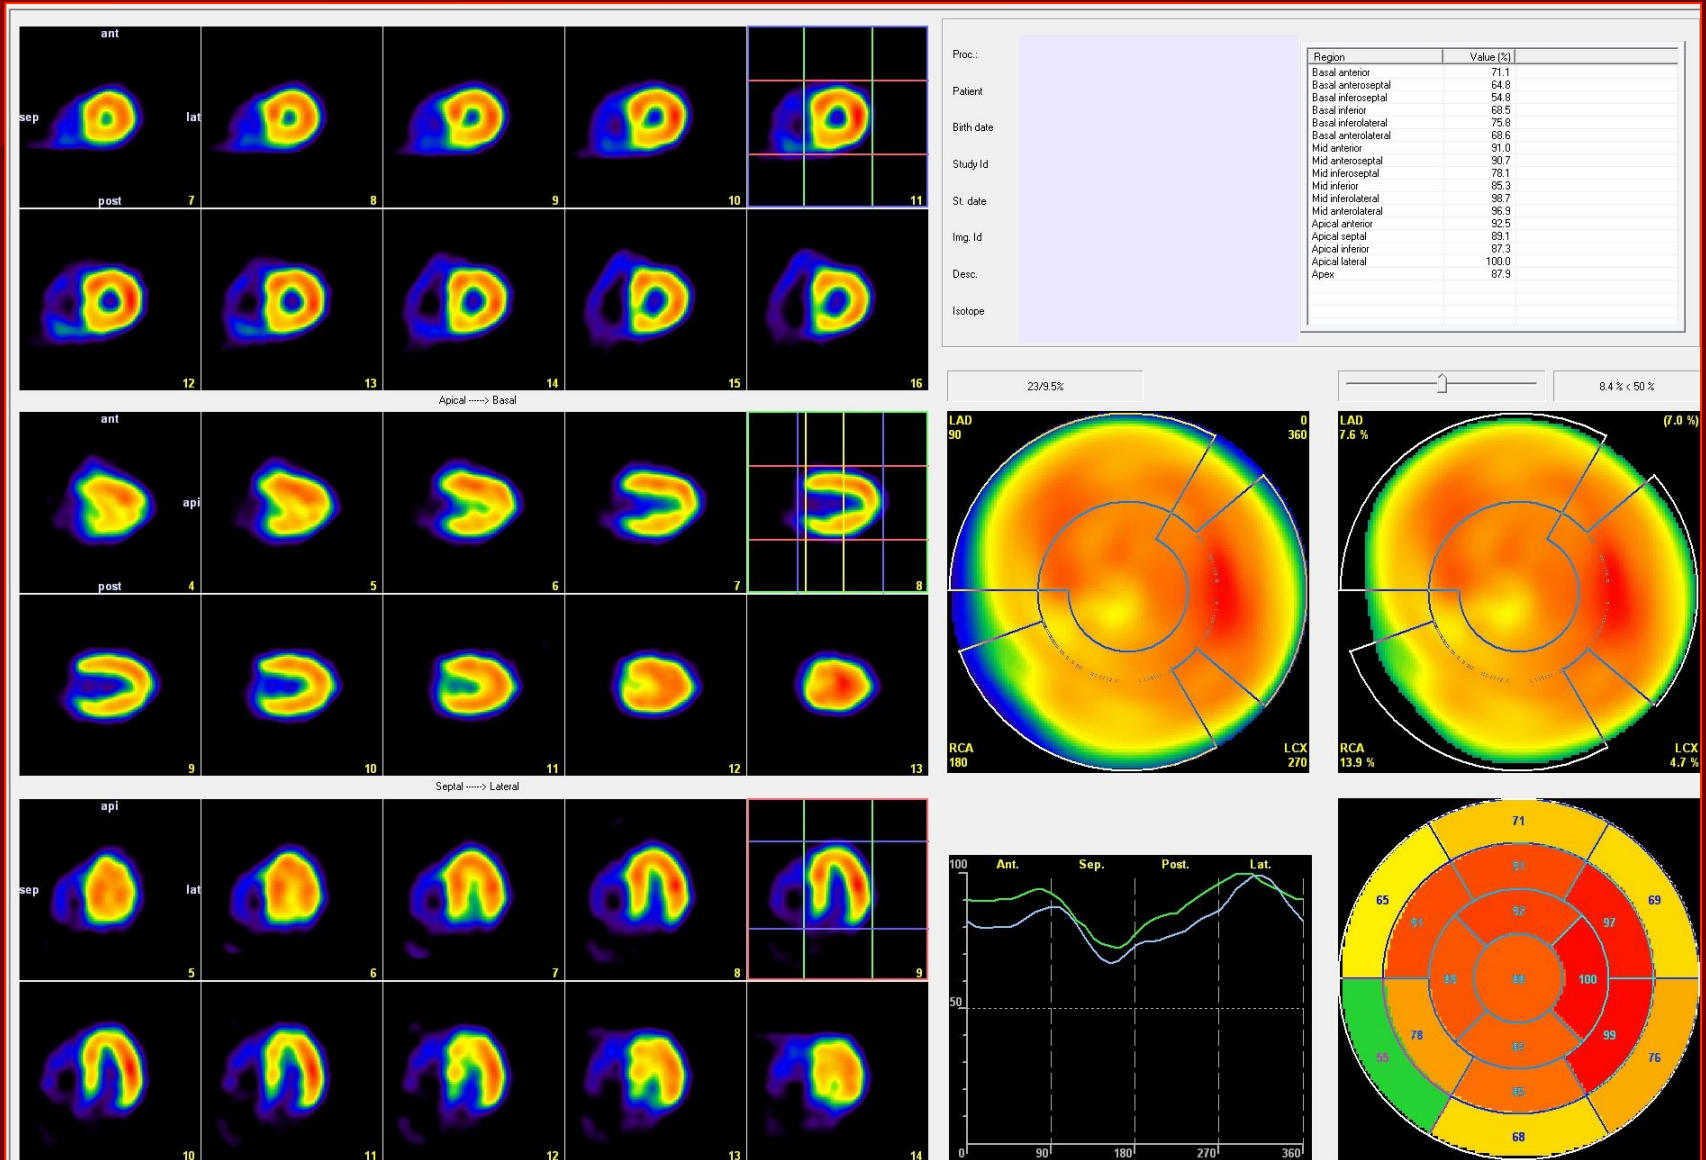 ant
sep
lat
post
7
8
9
10
11
12
13
14
15
16
Apical -----> Basal
ant
api
post
4
5
6
7
8
9
10
11
12
13
Septal -----> Lateral
api
sep
lat
5
6
7
8
9
10
11
12
13
14
Proc.:
Patient
Birth date
Study Id
St. date
Img. Id
Desc.
Isotope
Region Value (%)
Basal anterior 71.1
Basal anteroseptal 64.8
Basal inferoseptal 54.8
Basal inferior 68.5
Basal inferolateral 75.8
Basal anterolateral 68.6
Mid anterior 91.0
Mid anteroseptal 90.7
Mid inferoseptal 78.1
Mid inferior 85.3
Mid inferolateral 98.7
Mid anterolateral 96.9
Apical anterior 92.5
Apical septal 89.1
Apical inferior 87.3
Apical lateral 100.0
Apex 87.9
23/9.5%
8.4 % < 50 %
LAD 0
90 360
RCA LCX
180 270
LAD (7.0 %)
7.6 %
RCA LCX
13.9 % 4.7 %
100 Ant. Sep. Post. Lat.
50
0 90 180 270 360
71
91
65 69
91 92 97
89 88 100
78 99
55 76
85
68